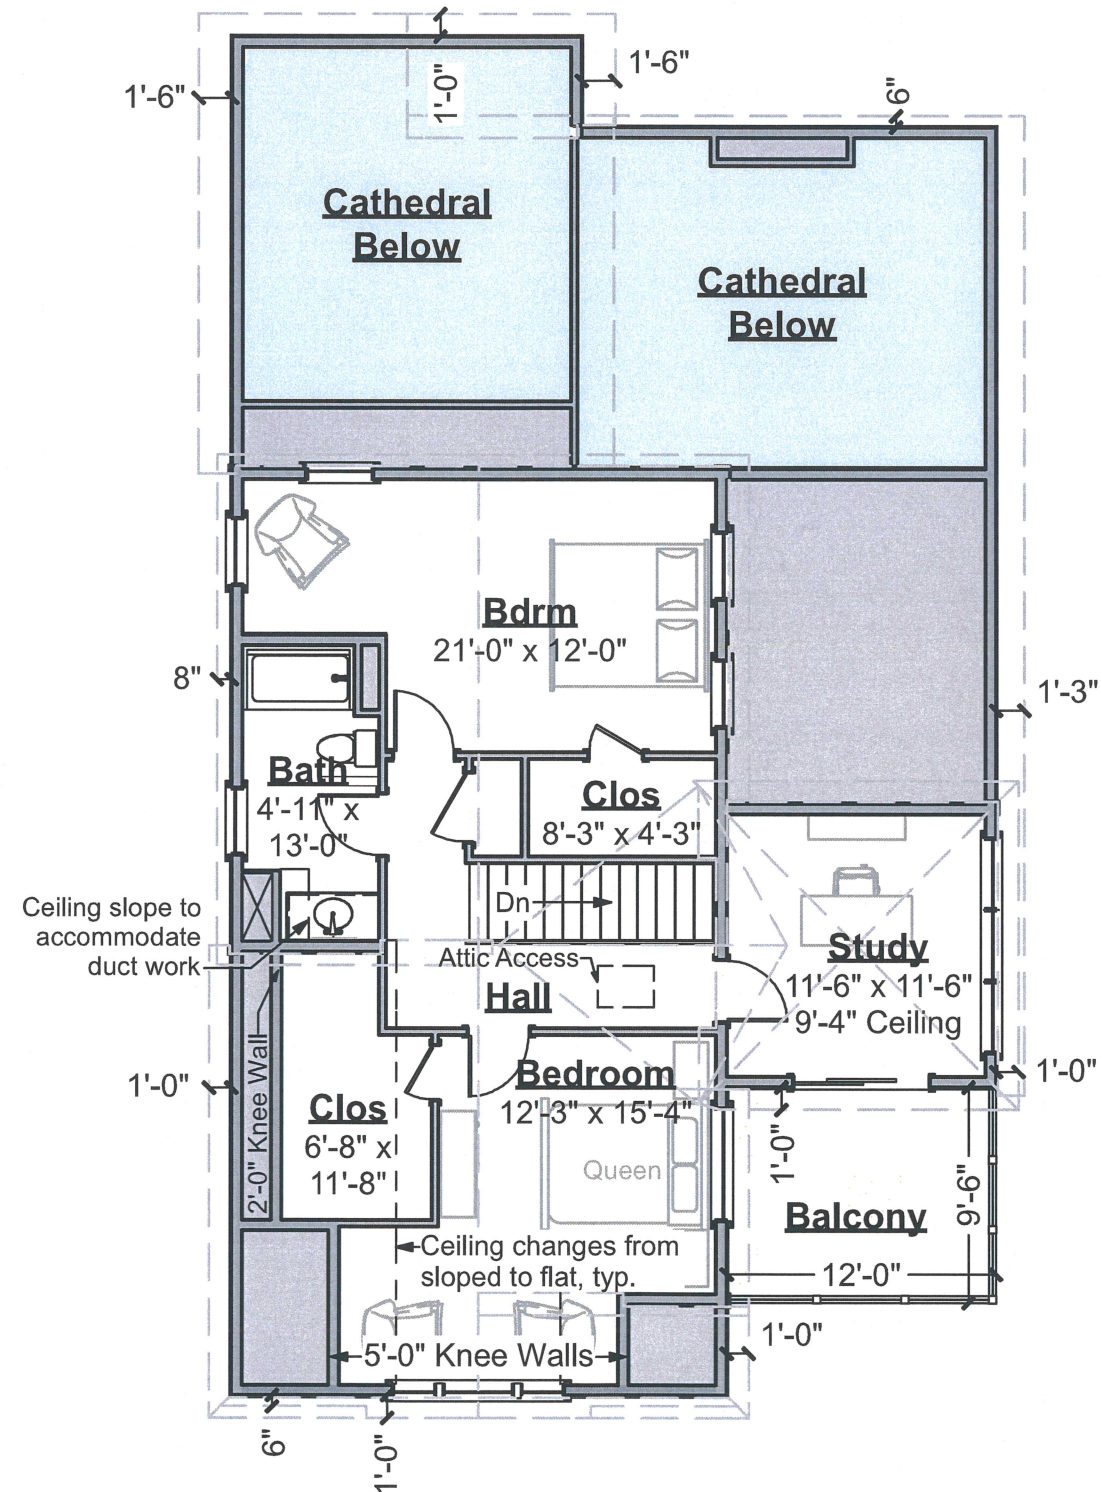 1'-0"
1'-6"
1'-6"
6"
Cathedral
Below
Cathedral
Below
Bdrm
21'-0" x 12'-0"
8"
1'-3"
Bath
4'-11" x
13'-0"
Clos
8'-3" x 4'-3"
Dn
Ceiling slope to
accommodate
duct work
Attic Access
Hall
Study
11'-6" x 11'-6"
9'-4" Ceiling
1'-0"
1'-0"
2'-0" Knee Wall
Clos
6'-8" x
11'-8"
Bedroom
12'-3" x 15'-4"
Queen
1'-0"
9'-6"
Balcony
12'-0"
Ceiling changes from
sloped to flat, typ.
1'-0"
5'-0" Knee Walls
6"
1'-0"